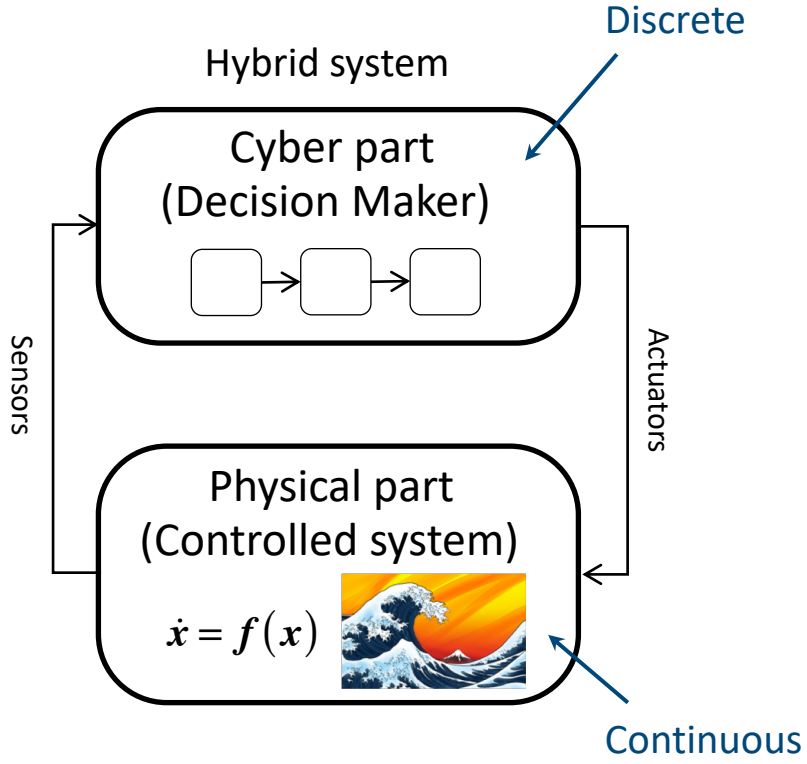 Discrete
Hybrid system
Cyber part
(Decision Maker)
Sensors
Actuators
Physical part
(Controlled system)
ẋ = f(x)
Continuous